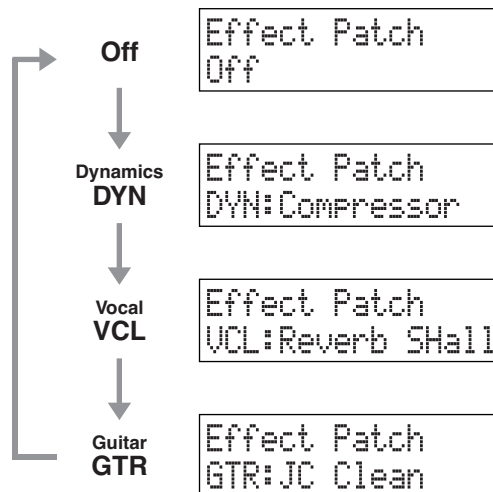 Off
Effect Patch
Off
Dynamics
DYN
Effect Patch
DYN:Compressor
Vocal
VCL
Effect Patch
VCL:Reverb SHall
Guitar
GTR
Effect Patch
GTR:JC Clean